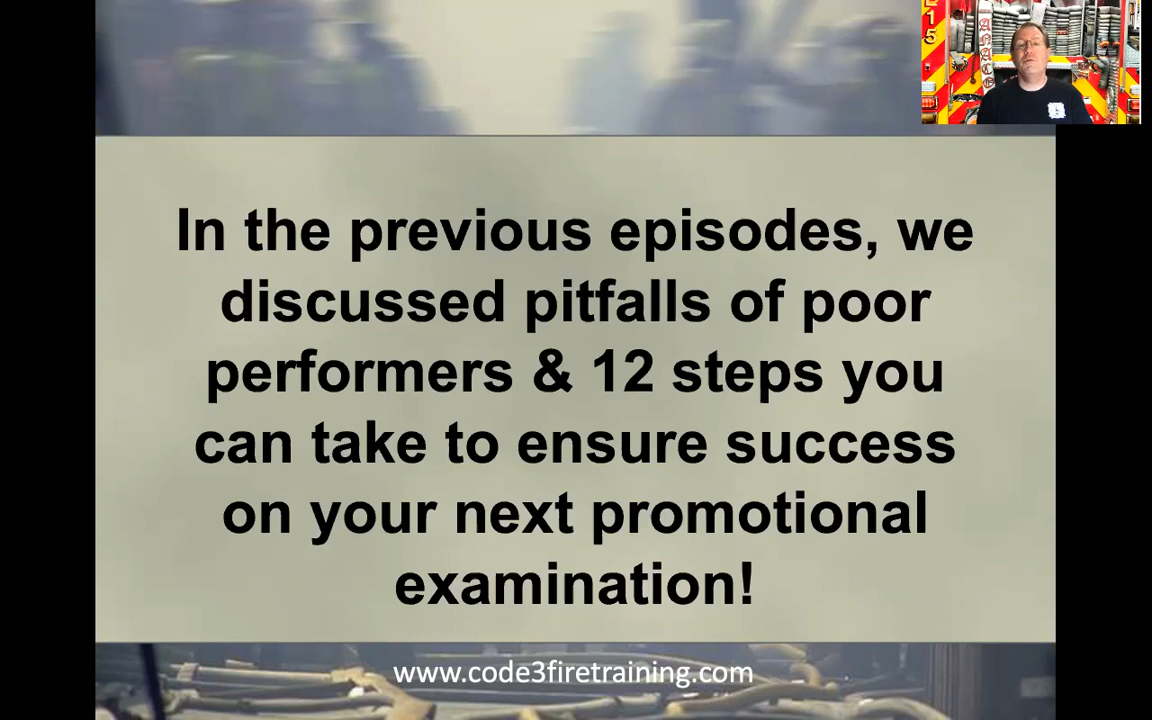 In the previous episodes, we
discussed pitfalls of poor
performers & 12 steps you
can take to ensure success
on your next promotional
examination!
www.code3firetraining.com